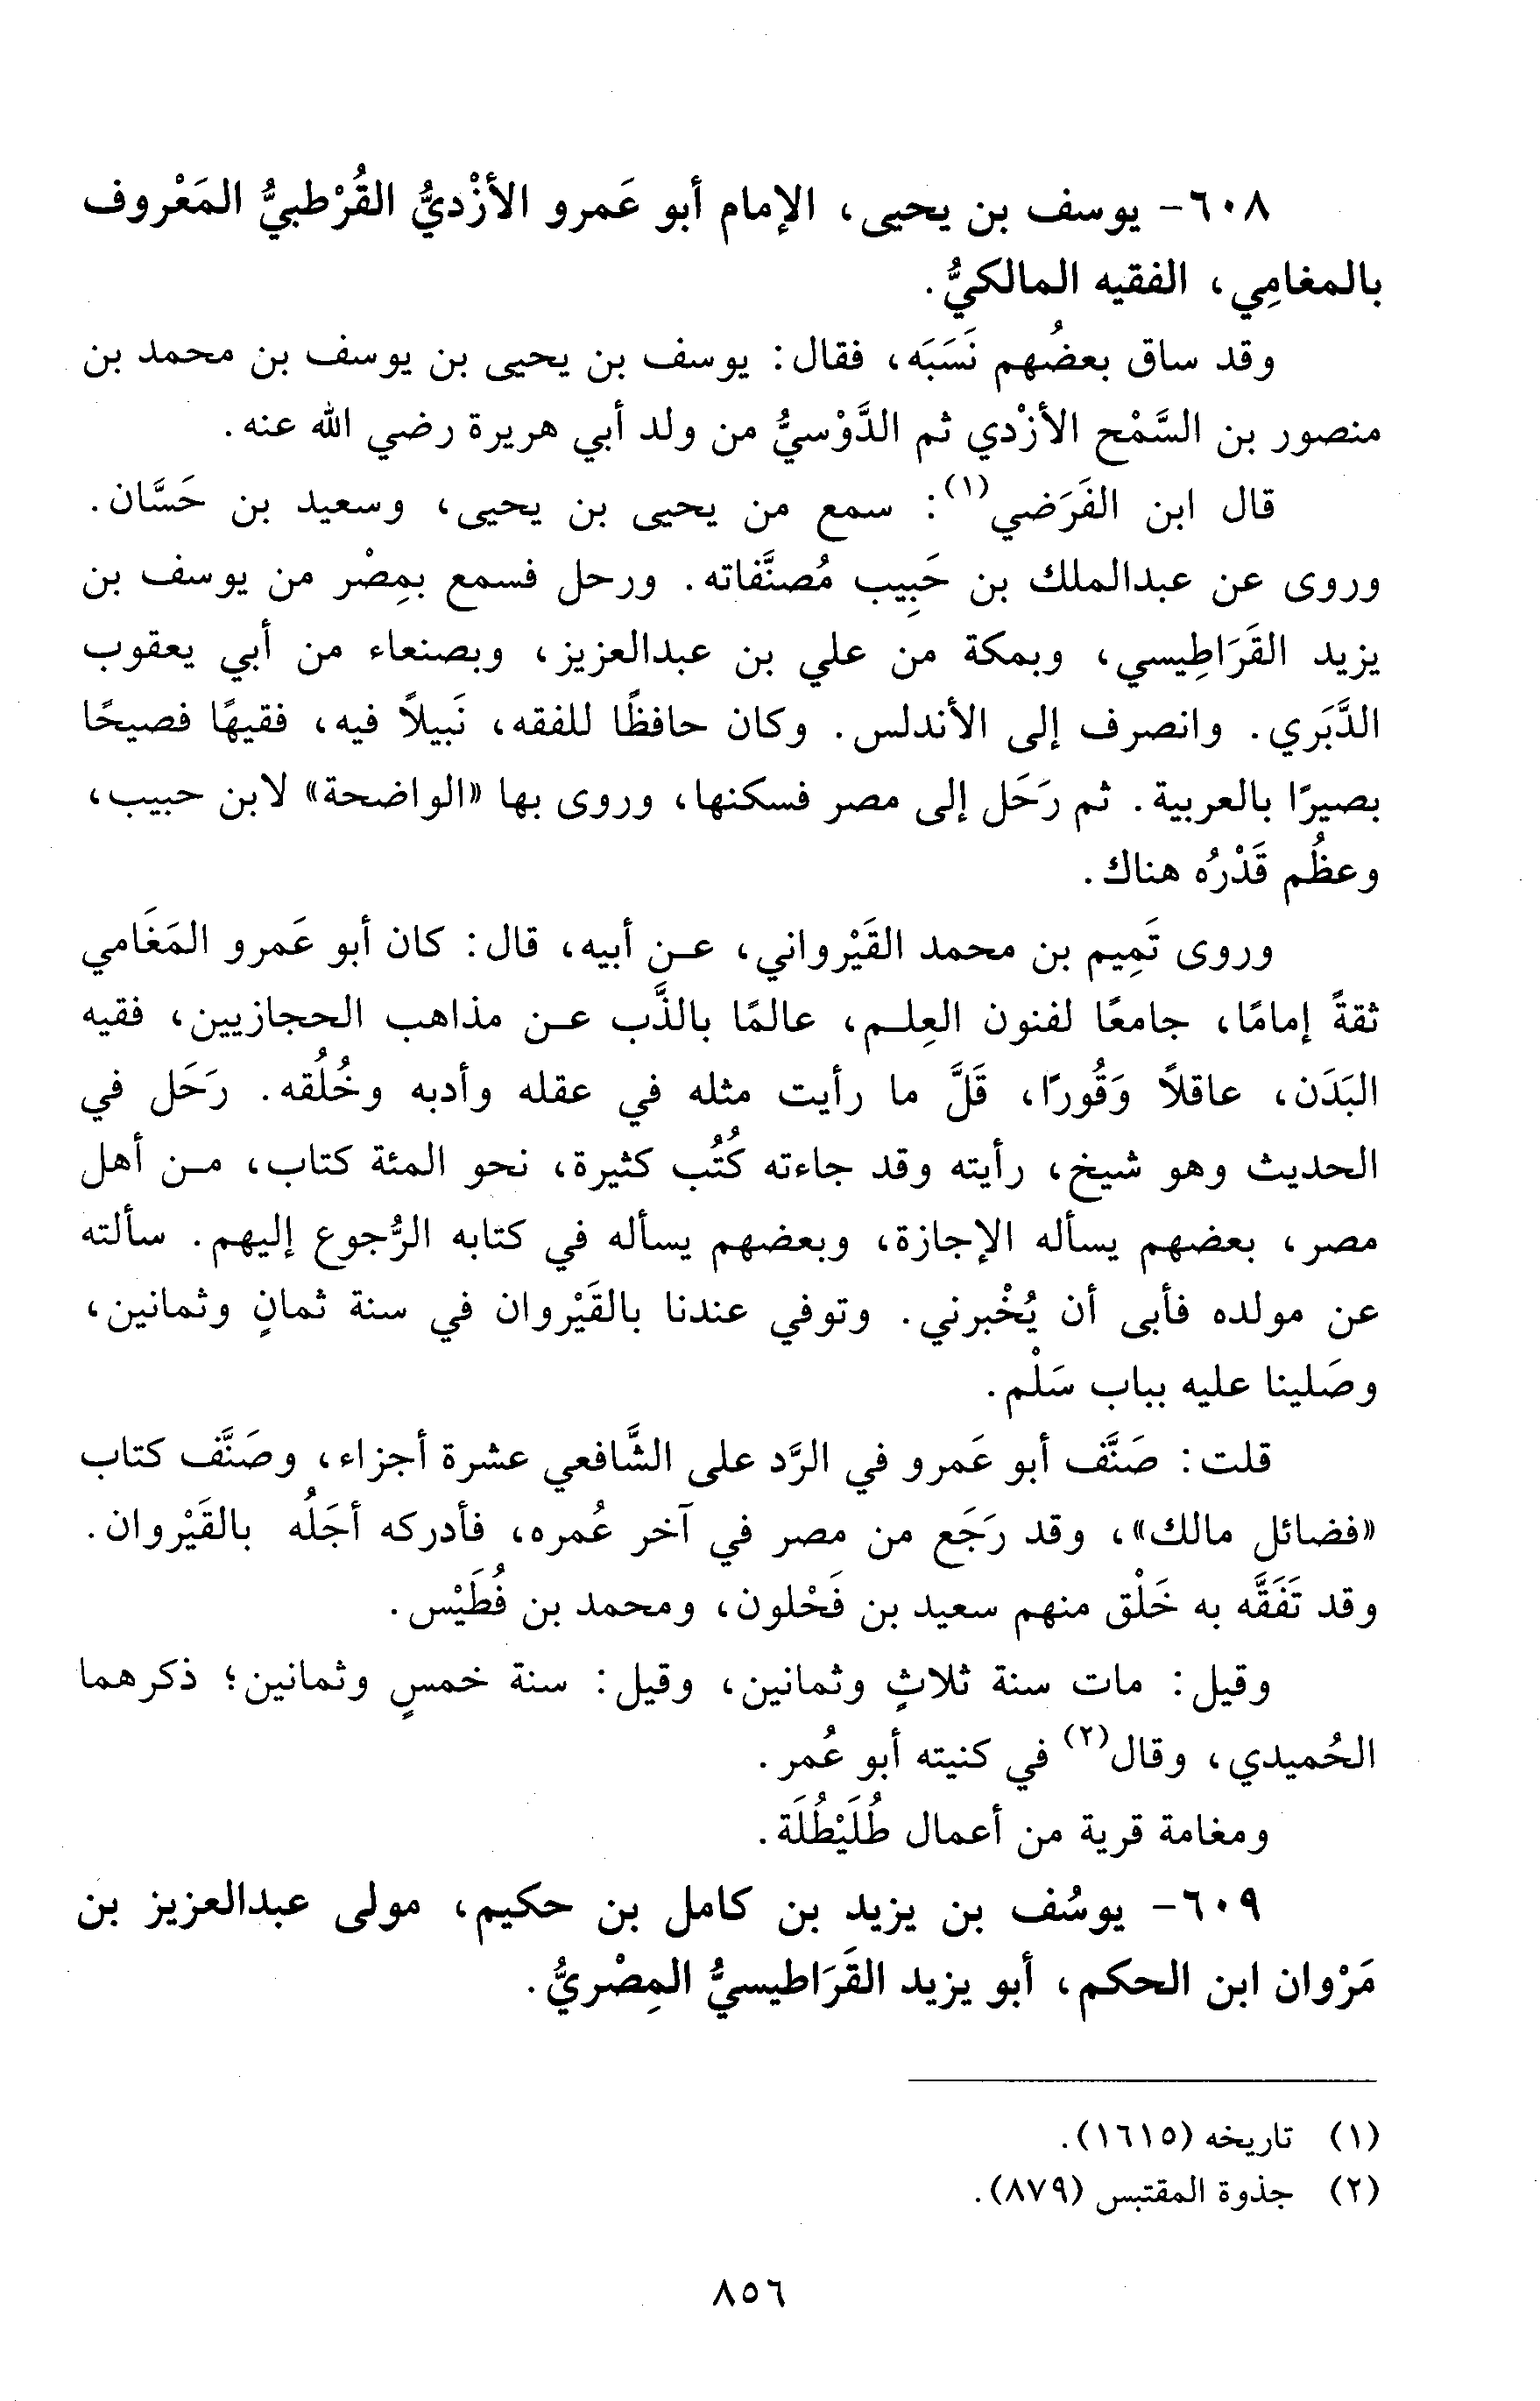 ٦٠٨- يوسف بن يحيى، الإمام أبو عَمرو الأزْديُّ القُرْطبيُّ المَعْروف
بالمغامِي، الفقيه المالكيُّ.
وقد ساق بعضُهم نَسَبَه، فقال: يوسف بن يحيى بن يوسف بن محمد بن
منصور بن السَّمْح الأزْدي ثم الدَّوْسيُّ من ولد أبي هريرة رضي الله عنه.
قال ابن الفَرَضي(١): سمع من يحيى بن يحيى، وسعيد بن حَسَّان.
وروى عن عبدالملك بن حَبِيب مُصنَّفاته. ورحل فسمع بمِصْر من يوسف بن
يزيد القَرَاطِيسي، وبمكة من علي بن عبدالعزيز، وبصنعاء من أبي يعقوب
الدَّبَري. وانصرف إلى الأندلس. وكان حافظًا للفقه، نَبيلاً فيه، فقيهًا فصيحًا
بصيرًا بالعربية. ثم رَحَل إلى مصر فسكنها، وروى بها «الواضحة» لابن حبيب،
وعظُم قَدْرُه هناك.
وروى تَمِيم بن محمد القَيْرواني، عن أبيه، قال: كان أبو عَمرو المَغَامي
ثقةً إمامًا، جامعًا لفنون العِلم، عالمًا بالذَّب عن مذاهب الحجازيين، فقيه
البَدَن، عاقلاً وَقُورًا، قَلَّ ما رأيت مثله في عقله وأدبه وخُلُقه. رَحَل في
الحديث وهو شيخ، رأيته وقد جاءته كُتُب كثيرة، نحو المئة كتاب، من أهل
مصر، بعضهم يسأله الإجازة، وبعضهم يسأله في كتابه الرُّجوع إليهم. سألته
عن مولده فأبى أن يُخْبرني. وتوفي عندنا بالقَيْروان في سنة ثمانٍ وثمانين،
وصَلينا عليه بباب سَلْم.
قلت: صَنَّف أبو عَمرو في الرَّد على الشَّافعي عشرة أجزاء، وصَنَّف كتاب
«فضائل مالك»، وقد رَجَع من مصر في آخر عُمره، فأدركه أجَلُه بالقَيْروان.
وقد تَفَقَّه به خَلْق منهم سعيد بن فَحْلون، ومحمد بن فُطَيْس.
وقيل: مات سنة ثلاثٍ وثمانين، وقيل: سنة خمسٍ وثمانين؛ ذكرهما
الحُميدي، وقال(٢) في كنيته أبو عُمر.
ومغامة قرية من أعمال طُلَيْطُلَة.
٦٠٩- يوسُف بن يزيد بن كامل بن حكيم، مولى عبدالعزيز بن
مَرْوان ابن الحكم، أبو يزيد القَرَاطيسيُّ المِصْريُّ.
(١) تاريخه (١٦١٥).
(٢) جذوة المقتبس (٨٧٩).
٨٥٦